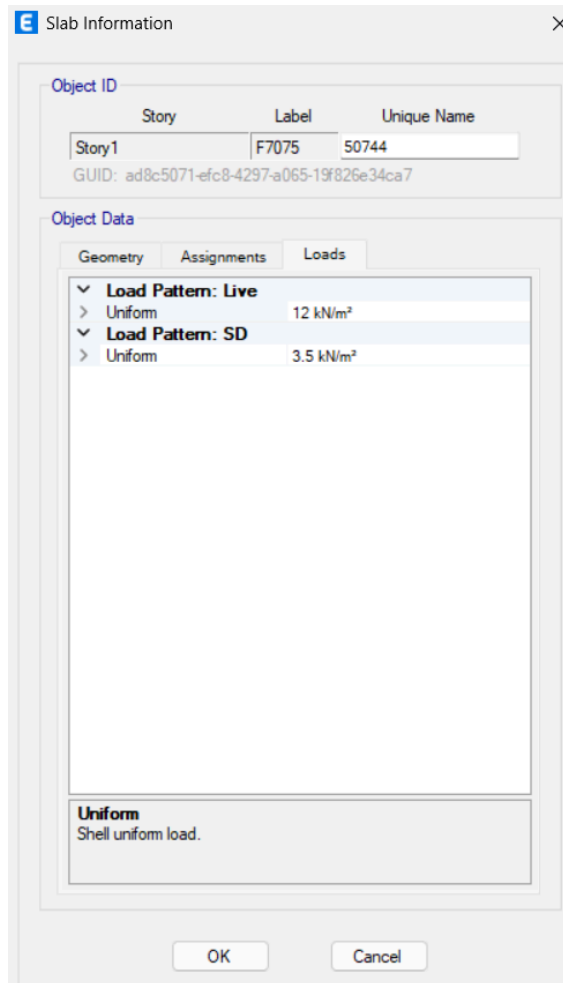 E Slab Information
Object ID
Story Label Unique Name
Story1 F7075 50744
GUID: ad8c5071-efc8-4297-a065-19f826e34ca7
Object Data
Geometry Assignments Loads
Load Pattern: Live
Uniform 12 kN/m²
Load Pattern: SD
Uniform 3.5 kN/m²
Uniform
Shell uniform load.
OK Cancel